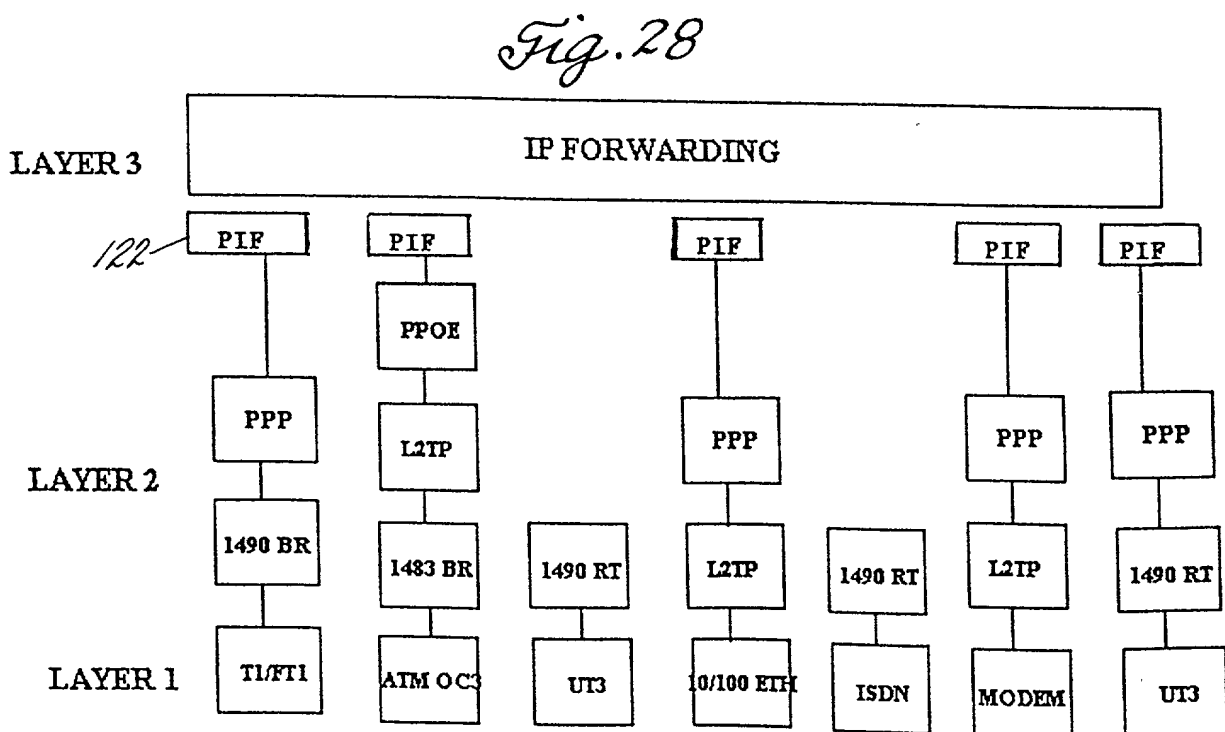 Fig. 28
IP FORWARDING
LAYER 3
122
PIF PIF PIF PIF PIF
PPOE
PPP L2TP PPP PPP PPP
LAYER 2
1490 BR 1483 BR 1490 RT L2TP 1490 RT L2TP 1490 RT
LAYER 1
T1/FT1 ATM OC3 UT3 10/100 ETH ISDN MODEM UT3